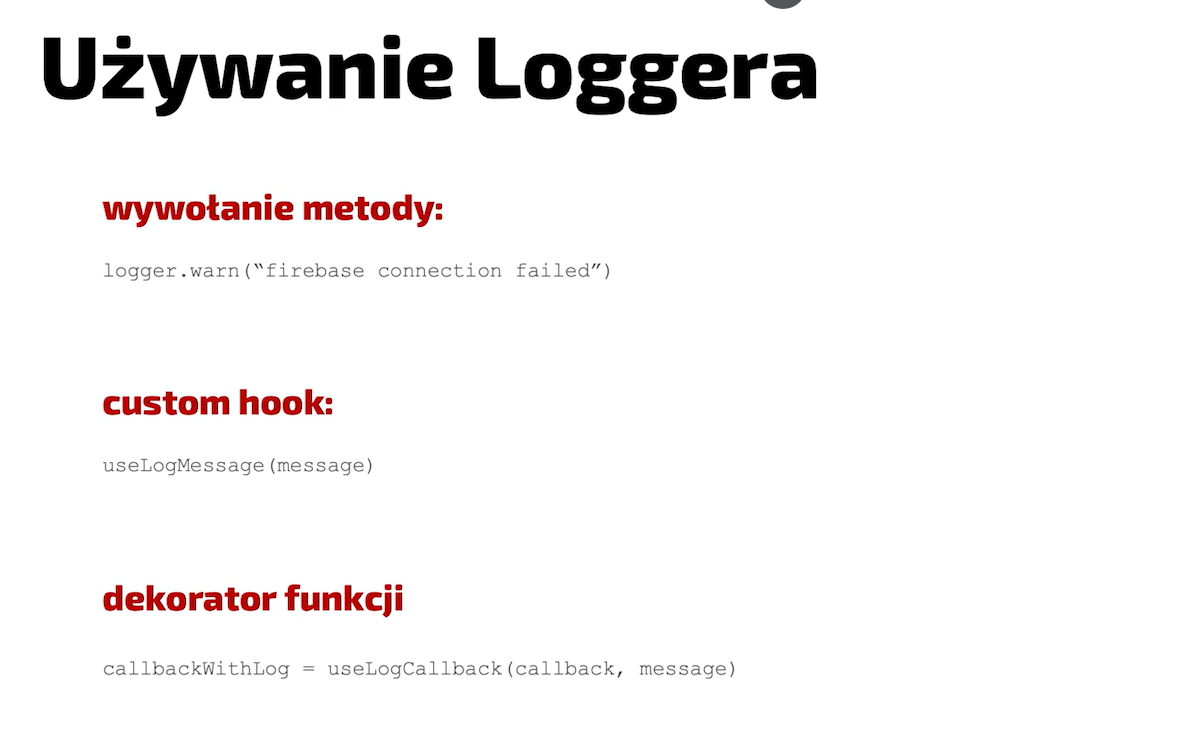 Używanie Loggera
wywołanie metody:
logger.warn(“firebase connection failed”)
custom hook:
useLogMessage(message)
dekorator funkcji
callbackWithLog = useLogCallback(callback, message)